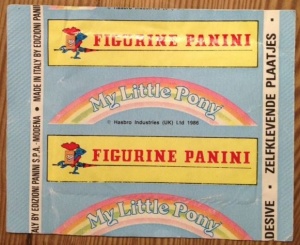 FIGURINE PANINI
My Little Pony
© Hasbro Industries (UK) Ltd 1986
FIGURINE PANINI
My Little Pony
ALY BY EDIZIONI PANINI S.P.A. - MODENA • MADE IN ITALY BY EDIZIONI PANINI
DESIVE • ZELFKLEVENDE PLAATJES •